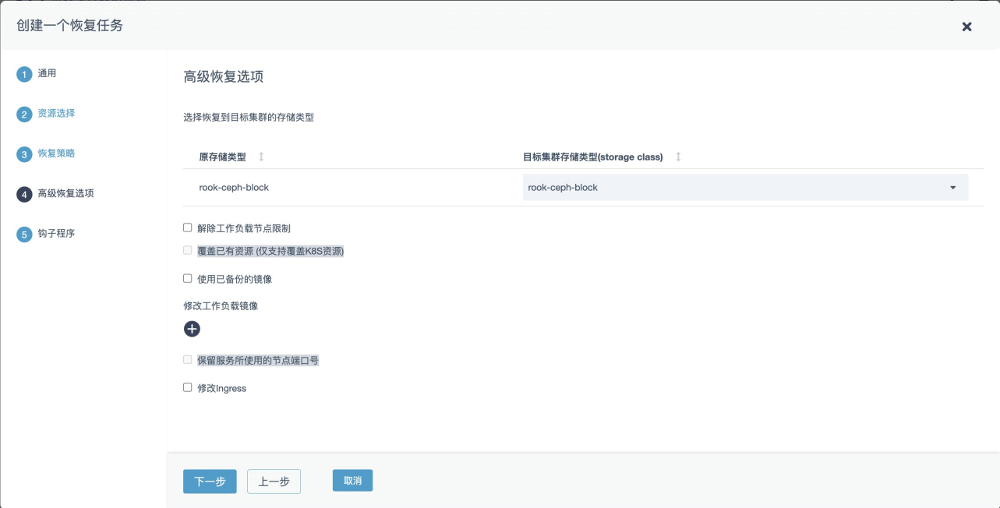 创建一个恢复任务
1 通用
2 资源选择
3 恢复策略
4 高级恢复选项
5 钩子程序
高级恢复选项
选择恢复到目标集群的存储类型
原存储类型 目标集群存储类型(storage class)
rook-ceph-block rook-ceph-block
解除工作负载节点限制
覆盖已有资源 (仅支持覆盖K8S资源)
使用已备份的镜像
修改工作负载镜像
保留服务所使用的节点端口号
修改Ingress
下一步 上一步 取消